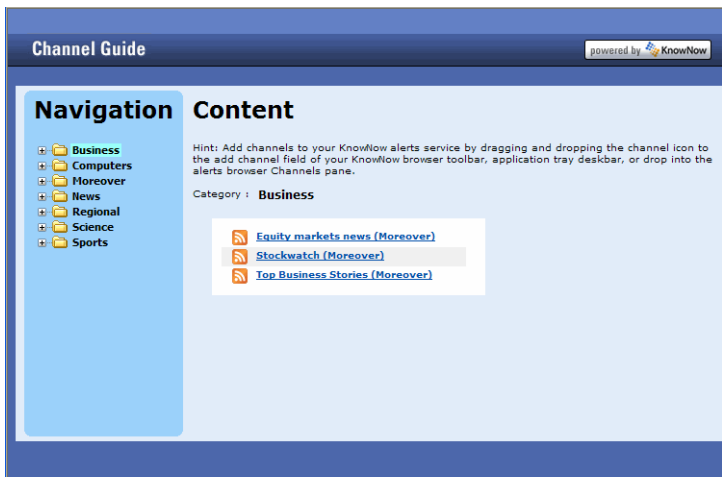 Channel Guide
powered by KnowNow
Navigation
Business
Computers
Moreover
News
Regional
Science
Sports
Content
Hint: Add channels to your KnowNow alerts service by dragging and dropping the channel icon to
the add channel field of your KnowNow browser toolbar, application tray deskbar, or drop into the
alerts browser Channels pane.
Category : Business
Equity markets news (Moreover)
Stockwatch (Moreover)
Top Business Stories (Moreover)